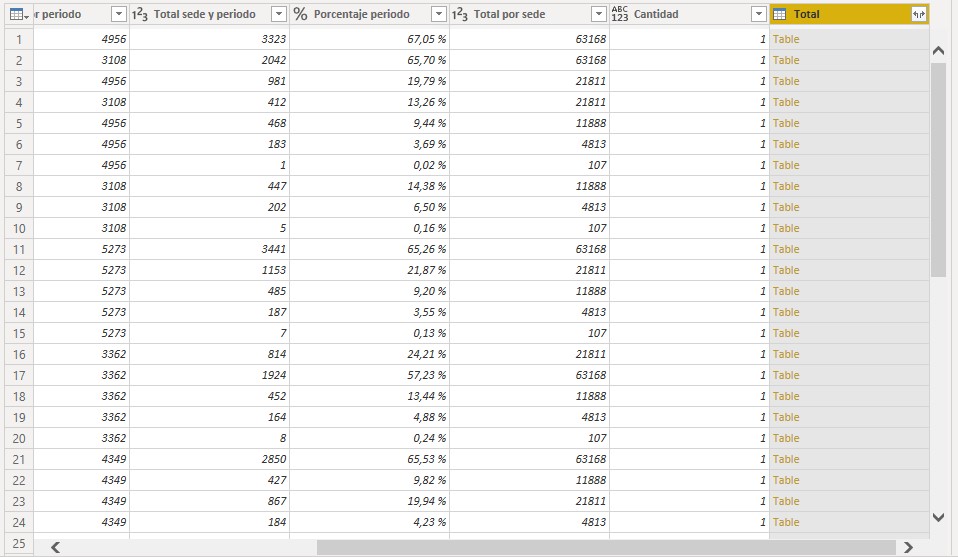 r periodo 1²3 Total sede y periodo % Porcentaje periodo 1²3 Total por sede ABC 123 Cantidad Total
1 4956 3323 67,05 % 63168 1 Table
2 3108 2042 65,70 % 63168 1 Table
3 4956 981 19,79 % 21811 1 Table
4 3108 412 13,26 % 21811 1 Table
5 4956 468 9,44 % 11888 1 Table
6 4956 183 3,69 % 4813 1 Table
7 4956 1 0,02 % 107 1 Table
8 3108 447 14,38 % 11888 1 Table
9 3108 202 6,50 % 4813 1 Table
10 3108 5 0,16 % 107 1 Table
11 5273 3441 65,26 % 63168 1 Table
12 5273 1153 21,87 % 21811 1 Table
13 5273 485 9,20 % 11888 1 Table
14 5273 187 3,55 % 4813 1 Table
15 5273 7 0,13 % 107 1 Table
16 3362 814 24,21 % 21811 1 Table
17 3362 1924 57,23 % 63168 1 Table
18 3362 452 13,44 % 11888 1 Table
19 3362 164 4,88 % 4813 1 Table
20 3362 8 0,24 % 107 1 Table
21 4349 2850 65,53 % 63168 1 Table
22 4349 427 9,82 % 11888 1 Table
23 4349 867 19,94 % 21811 1 Table
24 4349 184 4,23 % 4813 1 Table
25